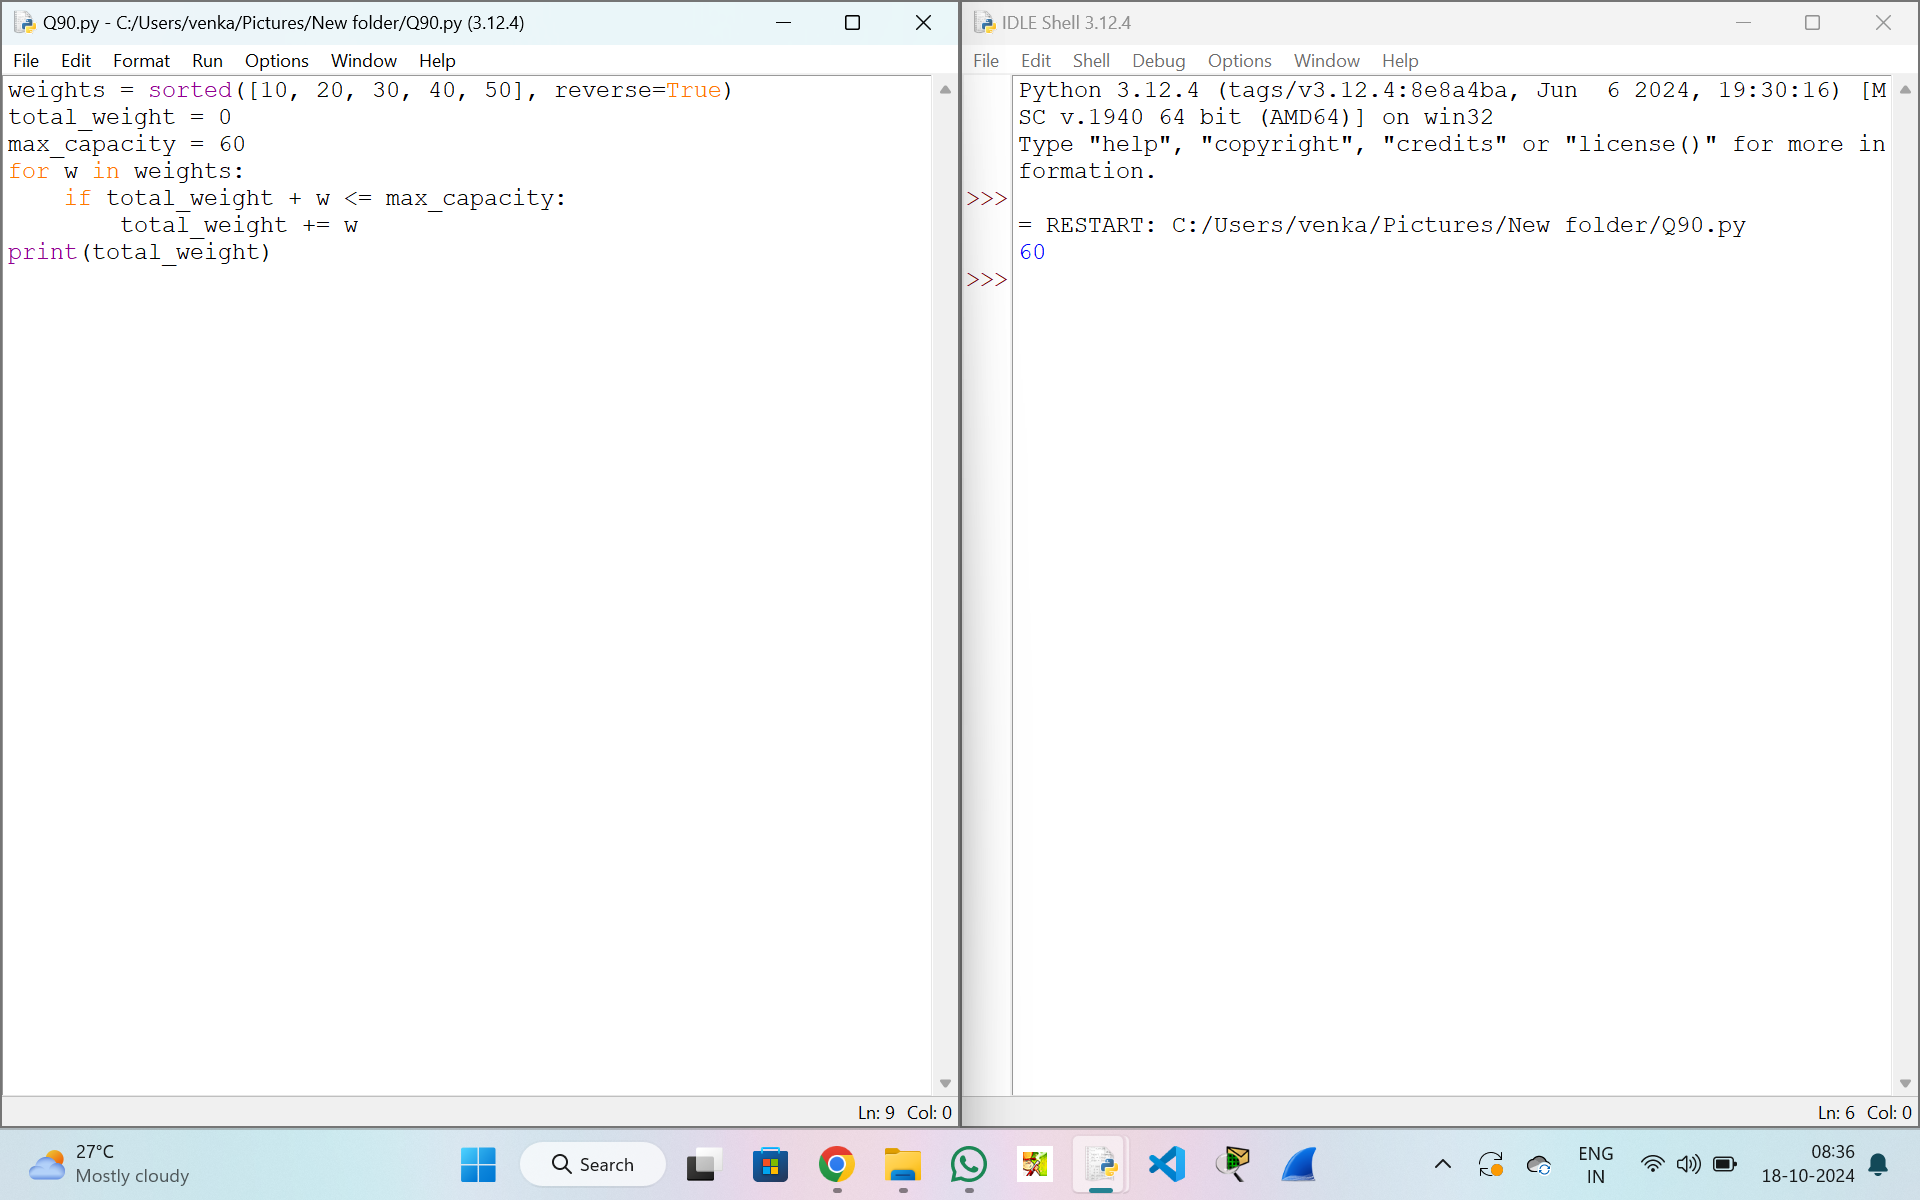 Q90.py - C:/Users/venka/Pictures/New folder/Q90.py (3.12.4)
File Edit Format Run Options Window Help
weights = sorted([10, 20, 30, 40, 50], reverse=True)
total_weight = 0
max_capacity = 60
for w in weights:
    if total_weight + w <= max_capacity:
        total_weight += w
print(total_weight)
Ln: 9 Col: 0
IDLE Shell 3.12.4
File Edit Shell Debug Options Window Help
Python 3.12.4 (tags/v3.12.4:8e8a4ba, Jun  6 2024, 19:30:16) [M
SC v.1940 64 bit (AMD64)] on win32
Type "help", "copyright", "credits" or "license()" for more in
formation.
>>>
= RESTART: C:/Users/venka/Pictures/New folder/Q90.py
60
>>>
Ln: 6 Col: 0
27°C
Mostly cloudy
Search
ENG
IN
08:36
18-10-2024